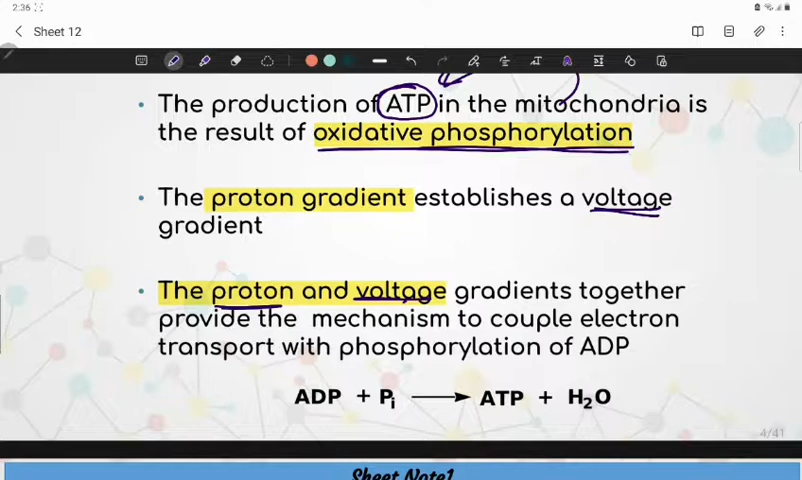 2:36
Sheet 12
• The production of ATP in the mitochondria is
the result of oxidative phosphorylation
• The proton gradient establishes a voltage
gradient
• The proton and voltage gradients together
provide the mechanism to couple electron
transport with phosphorylation of ADP
ADP + Pi ⟶ ATP + H₂O
4/41
Sheet Note1